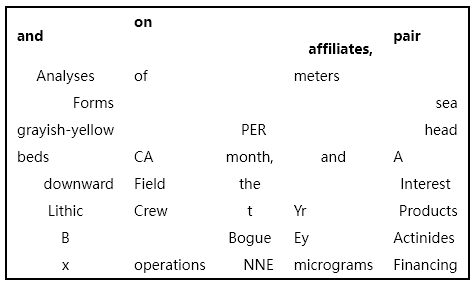 and on affiliates, pair
Analyses of meters
Forms sea
grayish-yellow PER head
beds CA month, and A
downward Field the Interest
Lithic Crew t Yr Products
B Bogue Ey Actinides
x operations NNE micrograms Financing